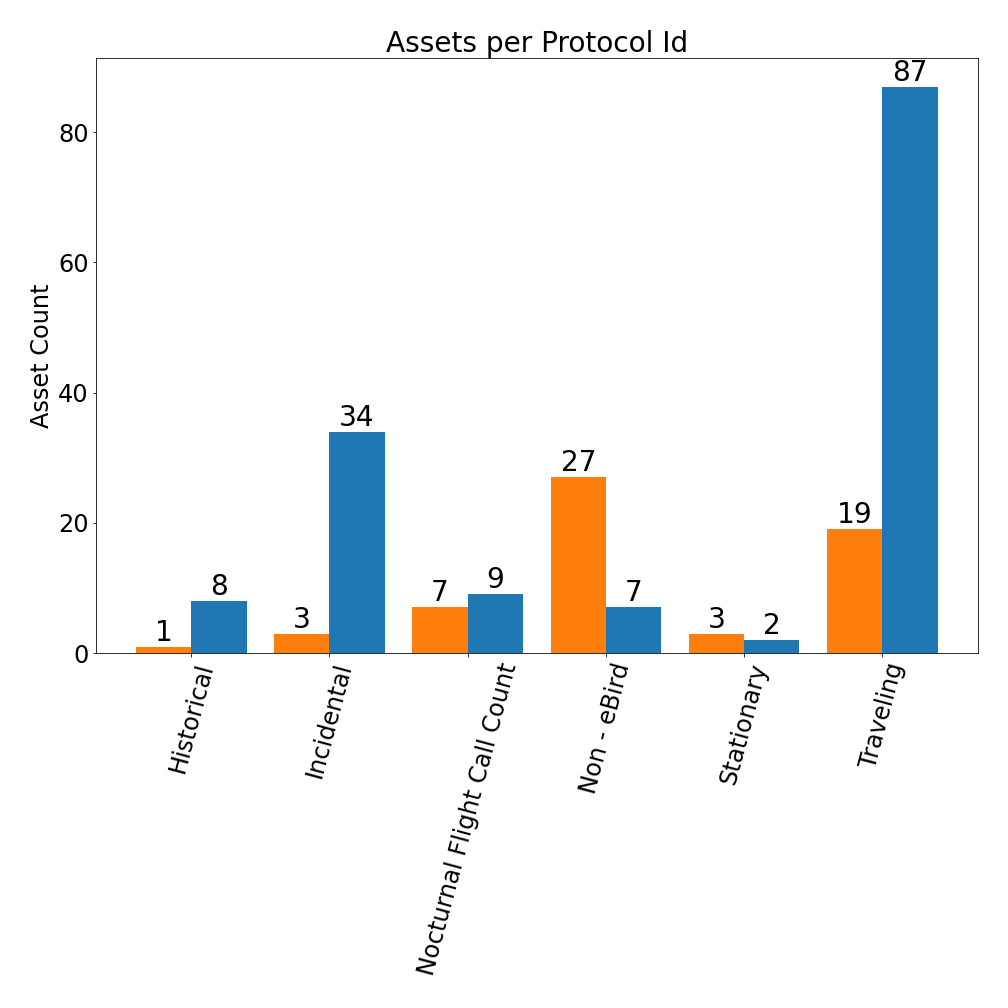 Assets per Protocol Id
Asset Count
80
60
40
20
0
1
8
3
34
7
9
27
7
3
2
19
87
Historical
Incidental
Nocturnal Flight Call Count
Non - eBird
Stationary
Traveling